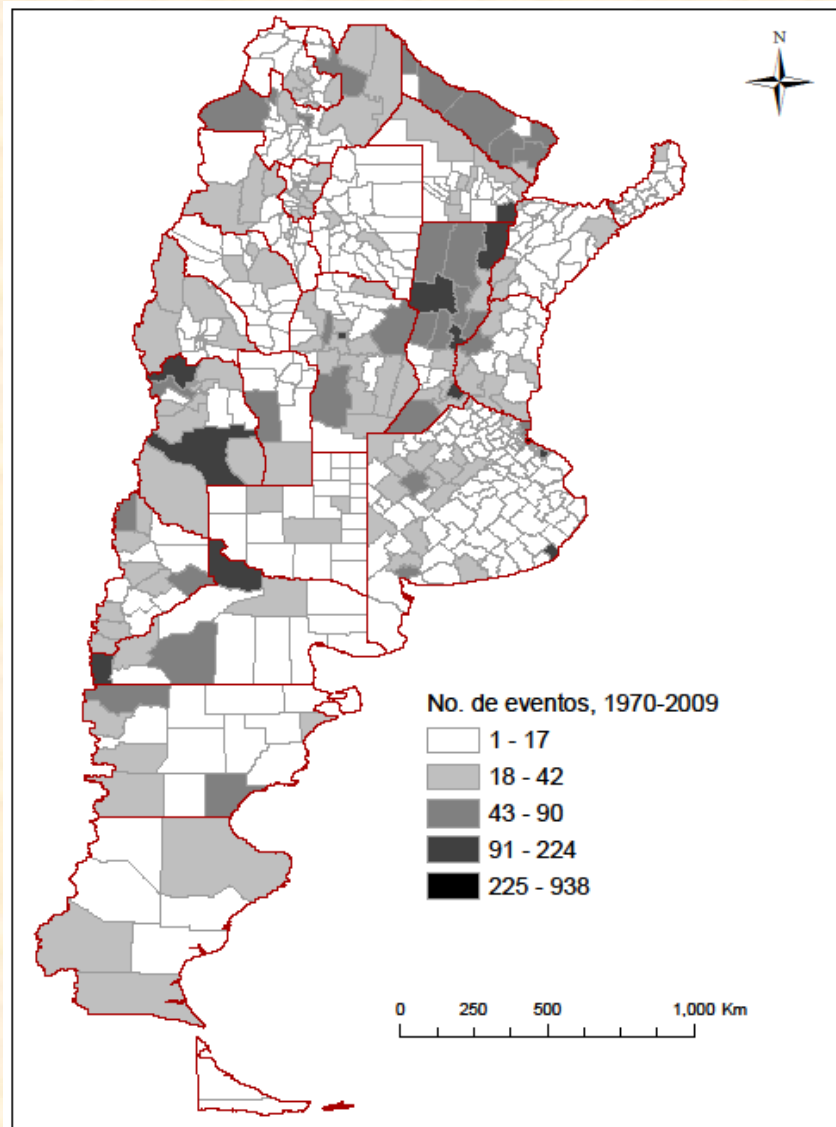 N
No. de eventos, 1970-2009
1 - 17
18 - 42
43 - 90
91 - 224
225 - 938
0 250 500 1,000 Km